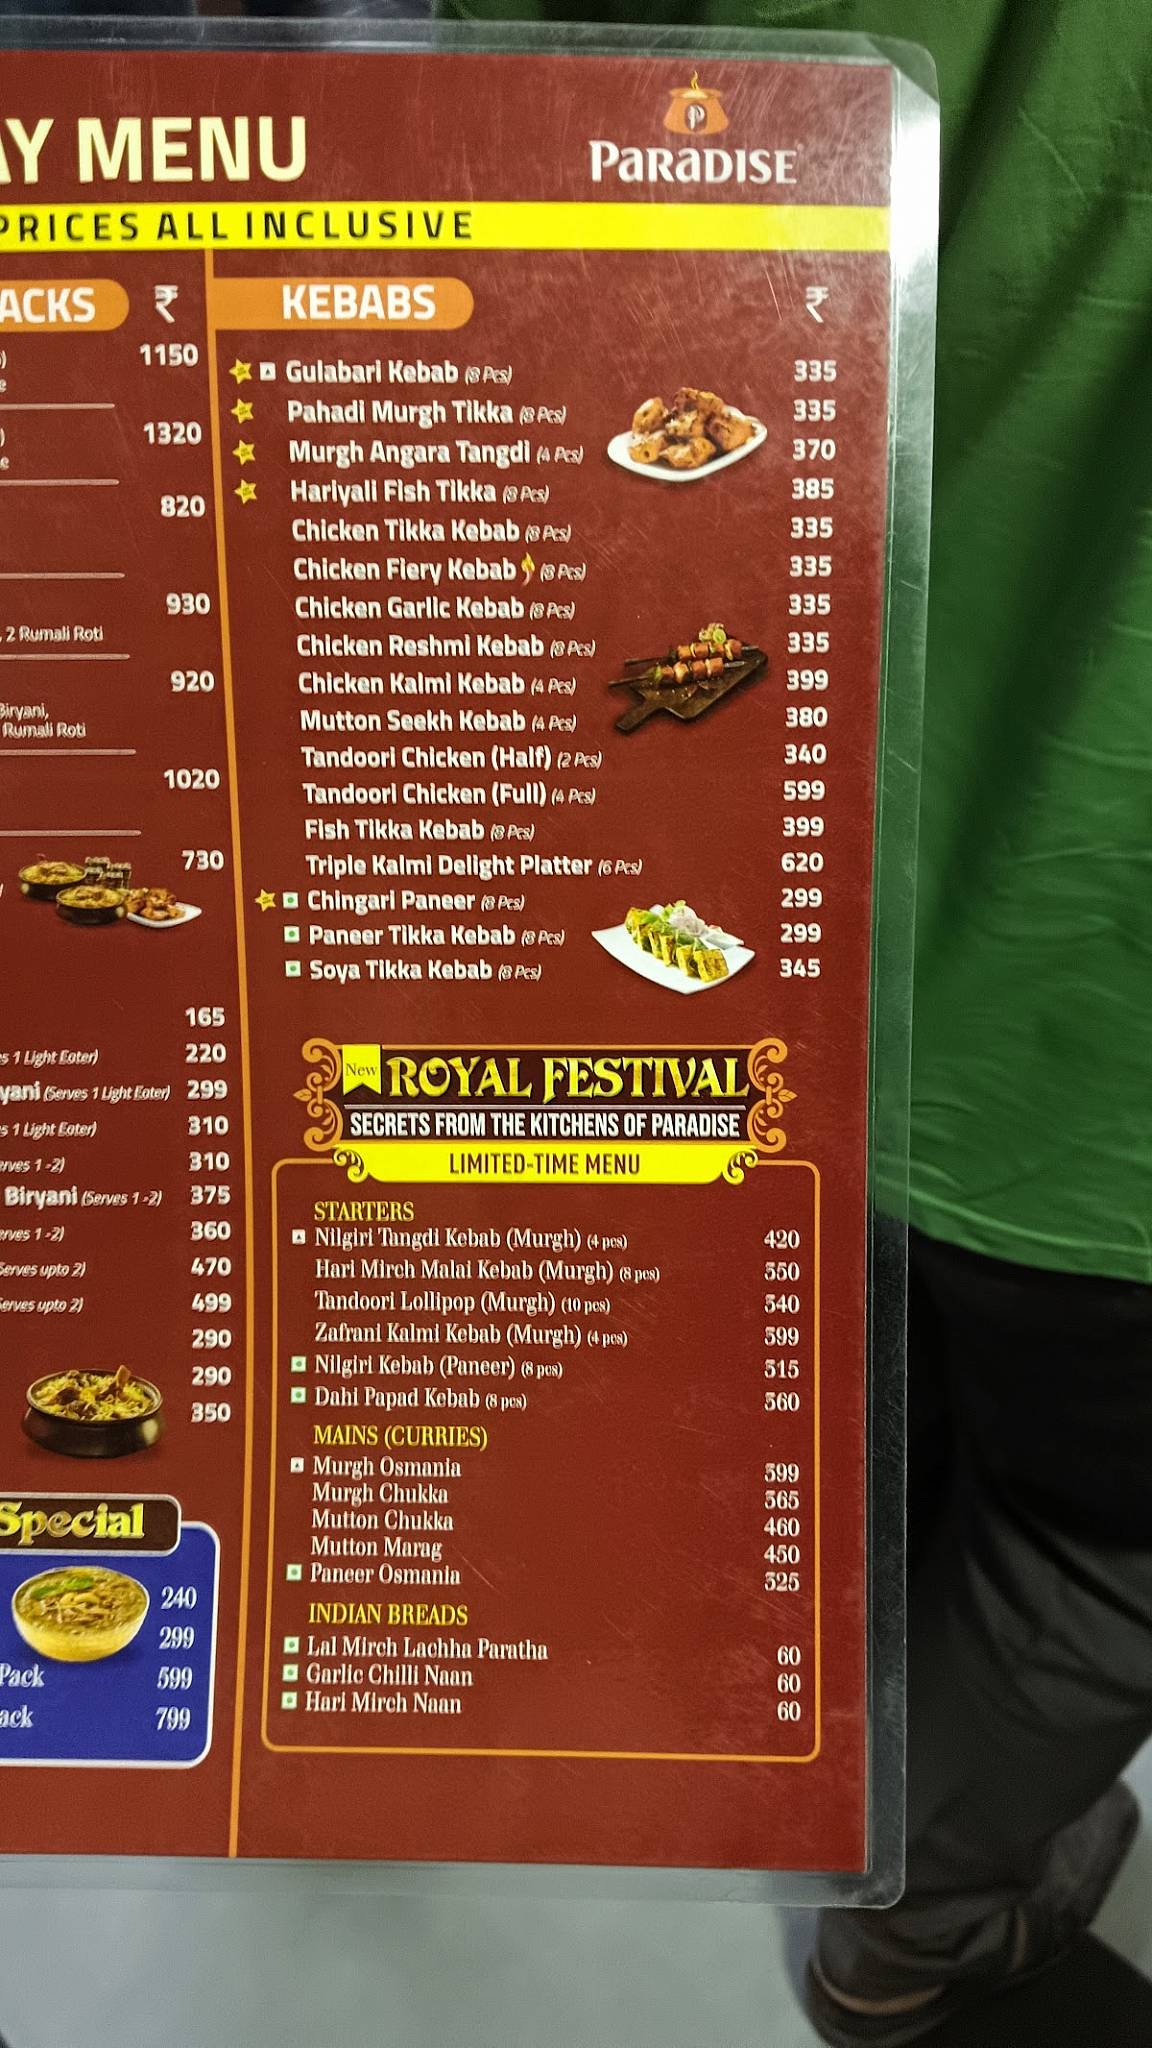 AY MENU
PARADISE
P
PRICES ALL INCLUSIVE
ACKS ₹
1150
1320
820
930
, 2 Rumali Roti
920
Biryani,
Rumali Roti
1020
730
165
s 1 Light Eater) 220
yani (Serves 1 Light Eater) 299
s 1 Light Eater) 310
erves 1 -2) 310
Biryani (Serves 1 -2) 375
erves 1 -2) 360
Serves upto 2) 470
Serves upto 2) 499
290
290
350
Special
240
299
Pack 599
ack 799
KEBABS ₹
Gulabari Kebab (8 Pcs) 335
Pahadi Murgh Tikka (8 Pcs) 335
Murgh Angara Tangdi (4 Pcs) 370
Hariyali Fish Tikka (8 Pcs) 385
Chicken Tikka Kebab (8 Pcs) 335
Chicken Fiery Kebab (8 Pcs) 335
Chicken Garlic Kebab (8 Pcs) 335
Chicken Reshmi Kebab (8 Pcs) 335
Chicken Kalmi Kebab (4 Pcs) 399
Mutton Seekh Kebab (4 Pcs) 380
Tandoori Chicken (Half) (2 Pcs) 340
Tandoori Chicken (Full) (4 Pcs) 599
Fish Tikka Kebab (8 Pcs) 399
Triple Kalmi Delight Platter (6 Pcs) 620
Chingari Paneer (8 Pcs) 299
Paneer Tikka Kebab (8 Pcs) 299
Soya Tikka Kebab (8 Pcs) 345
New ROYAL FESTIVAL
SECRETS FROM THE KITCHENS OF PARADISE
LIMITED-TIME MENU
STARTERS
Nilgiri Tangdi Kebab (Murgh) (4 pcs) 420
Hari Mirch Malai Kebab (Murgh) (8 pcs) 550
Tandoori Lollipop (Murgh) (10 pcs) 540
Zafrani Kalmi Kebab (Murgh) (4 pcs) 599
Nilgiri Kebab (Paneer) (8 pcs) 515
Dahi Papad Kebab (8 pcs) 560
MAINS (CURRIES)
Murgh Osmania 599
Murgh Chukka 565
Mutton Chukka 460
Mutton Marag 450
Paneer Osmania 525
INDIAN BREADS
Lal Mirch Lachha Paratha 60
Garlic Chilli Naan 60
Hari Mirch Naan 60